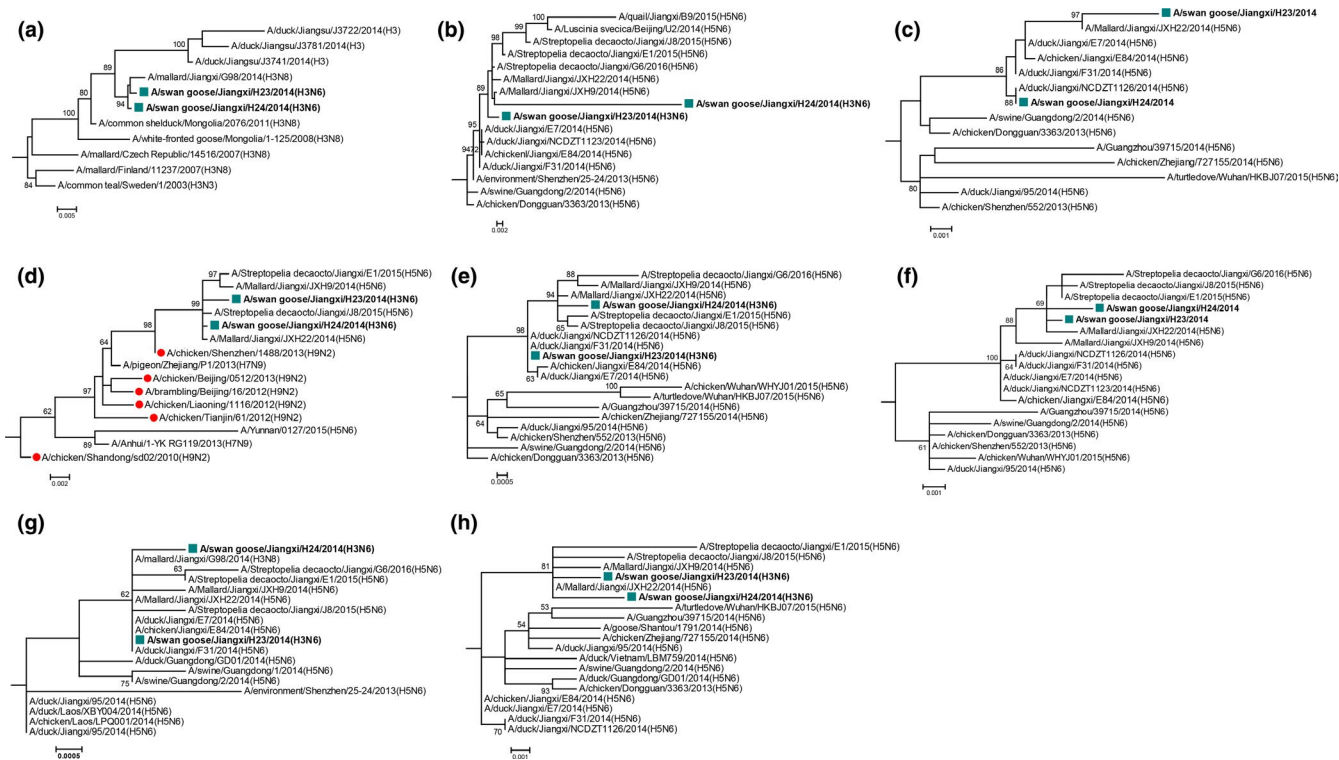 (a)
A/duck/Jiangsu/J3722/2014(H3)
100
A/duck/Jiangsu/J3781/2014(H3)
A/duck/Jiangsu/J3741/2014(H3)
89
A/mallard/Jiangxi/G98/2014(H3N8)
80
A/swan goose/Jiangxi/H23/2014(H3N6)
94
A/swan goose/Jiangxi/H24/2014(H3N6)
100
A/common shelduck/Mongolia/2076/2011(H3N8)
A/white-fronted goose/Mongolia/1-125/2008(H3N8)
A/mallard/Czech Republic/14516/2007(H3N8)
A/mallard/Finland/11237/2007(H3N8)
84
A/common teal/Sweden/1/2003(H3N3)
0.005
(b)
100
A/quail/Jiangxi/B9/2015(H5N6)
A/Luscinia svecica/Beijing/U2/2014(H5N6)
98
A/Streptopelia decaocto/Jiangxi/J8/2015(H5N6)
96
A/Streptopelia decaocto/Jiangxi/E1/2015(H5N6)
A/Streptopelia decaocto/Jiangxi/G6/2016(H5N6)
A/Mallard/Jiangxi/JXH22/2014(H5N6)
89
A/Mallard/Jiangxi/JXH9/2014(H5N6)
A/swan goose/Jiangxi/H24/2014(H3N6)
A/swan goose/Jiangxi/H23/2014(H3N6)
95
A/duck/Jiangxi/E7/2014(H5N6)
A/duck/Jiangxi/NCDZT1123/2014(H5N6)
9472
A/chickenl/Jiangxi/E84/2014(H5N6)
A/duck/Jiangxi/F31/2014(H5N6)
A/environment/Shenzhen/25-24/2013(H5N6)
A/swine/Guangdong/2/2014(H5N6)
A/chicken/Dongguan/3363/2013(H5N6)
0.002
(c)
97
A/swan goose/Jiangxi/H23/2014
A/Mallard/Jiangxi/JXH22/2014(H5N6)
A/duck/Jiangxi/E7/2014(H5N6)
A/chicken/Jiangxi/E84/2014(H5N6)
86
A/duck/Jiangxi/F31/2014(H5N6)
A/duck/Jiangxi/NCDZT1126/2014(H5N6)
88
A/swan goose/Jiangxi/H24/2014
A/swine/Guangdong/2/2014(H5N6)
A/chicken/Dongguan/3363/2013(H5N6)
A/Guangzhou/39715/2014(H5N6)
A/chicken/Zhejiang/727155/2014(H5N6)
A/turtledove/Wuhan/HKBJ07/2015(H5N6)
80
A/duck/Jiangxi/95/2014(H5N6)
A/chicken/Shenzhen/552/2013(H5N6)
0.001
(d)
97
A/Streptopelia decaocto/Jiangxi/E1/2015(H5N6)
A/Mallard/Jiangxi/JXH9/2014(H5N6)
A/swan goose/Jiangxi/H23/2014(H3N6)
99
A/Streptopelia decaocto/Jiangxi/J8/2015(H5N6)
A/swan goose/Jiangxi/H24/2014(H3N6)
98
A/Mallard/Jiangxi/JXH22/2014(H5N6)
A/chicken/Shenzhen/1488/2013(H9N2)
64
A/pigeon/Zhejiang/P1/2013(H7N9)
A/chicken/Beijing/0512/2013(H9N2)
97
A/brambling/Beijing/16/2012(H9N2)
A/chicken/Liaoning/1116/2012(H9N2)
62
A/chicken/Tianjin/61/2012(H9N2)
A/Yunnan/0127/2015(H5N6)
89
A/Anhui/1-YK RG119/2013(H7N9)
A/chicken/Shandong/sd02/2010(H9N2)
0.002
(e)
88
A/Streptopelia decaocto/Jiangxi/G6/2016(H5N6)
A/Mallard/Jiangxi/JXH9/2014(H5N6)
94
A/Mallard/Jiangxi/JXH22/2014(H5N6)
A/swan goose/Jiangxi/H24/2014(H3N6)
A/Streptopelia decaocto/Jiangxi/E1/2015(H5N6)
65
A/Streptopelia decaocto/Jiangxi/J8/2015(H5N6)
98
A/duck/Jiangxi/NCDZT1126/2014(H5N6)
A/duck/Jiangxi/F31/2014(H5N6)
A/swan goose/Jiangxi/H23/2014(H3N6)
A/chicken/Jiangxi/E84/2014(H5N6)
63
A/duck/Jiangxi/E7/2014(H5N6)
100
A/chicken/Wuhan/WHYJ01/2015(H5N6)
A/turtledove/Wuhan/HKBJ07/2015(H5N6)
65
A/Guangzhou/39715/2014(H5N6)
A/chicken/Zhejiang/727155/2014(H5N6)
64
A/duck/Jiangxi/95/2014(H5N6)
A/chicken/Shenzhen/552/2013(H5N6)
A/swine/Guangdong/2/2014(H5N6)
A/chicken/Dongguan/3363/2013(H5N6)
0.0005
(f)
A/Streptopelia decaocto/Jiangxi/G6/2016(H5N6)
A/Streptopelia decaocto/Jiangxi/J8/2015(H5N6)
A/Streptopelia decaocto/Jiangxi/E1/2015(H5N6)
69
A/swan goose/Jiangxi/H24/2014
A/swan goose/Jiangxi/H23/2014
88
A/Mallard/Jiangxi/JXH22/2014(H5N6)
A/Mallard/Jiangxi/JXH9/2014(H5N6)
100
A/duck/Jiangxi/NCDZT1126/2014(H5N6)
64
A/duck/Jiangxi/F31/2014(H5N6)
A/duck/Jiangxi/E7/2014(H5N6)
A/duck/Jiangxi/NCDZT1123/2014(H5N6)
A/chicken/Jiangxi/E84/2014(H5N6)
A/Guangzhou/39715/2014(H5N6)
A/swine/Guangdong/2/2014(H5N6)
A/chicken/Dongguan/3363/2013(H5N6)
A/chicken/Shenzhen/552/2013(H5N6)
61
A/chicken/Wuhan/WHYJ01/2015(H5N6)
A/duck/Jiangxi/95/2014(H5N6)
0.001
(g)
A/swan goose/Jiangxi/H24/2014(H3N6)
A/mallard/Jiangxi/G98/2014(H3N8)
63
A/Streptopelia decaocto/Jiangxi/G6/2016(H5N6)
A/Streptopelia decaocto/Jiangxi/E1/2015(H5N6)
A/Mallard/Jiangxi/JXH9/2014(H5N6)
62
A/Mallard/Jiangxi/JXH22/2014(H5N6)
A/Streptopelia decaocto/Jiangxi/J8/2015(H5N6)
A/duck/Jiangxi/E7/2014(H5N6)
A/chicken/Jiangxi/E84/2014(H5N6)
A/swan goose/Jiangxi/H23/2014(H3N6)
A/duck/Jiangxi/F31/2014(H5N6)
A/duck/Guangdong/GD01/2014(H5N6)
A/swine/Guangdong/1/2014(H5N6)
75
A/swine/Guangdong/2/2014(H5N6)
A/environment/Shenzhen/25-24/2013(H5N6)
A/duck/Jiangxi/95/2014(H5N6)
A/duck/Laos/XBY004/2014(H5N6)
A/chicken/Laos/LPQ001/2014(H5N6)
A/duck/Jiangxi/95/2014(H5N6)
0.0005
(h)
A/Streptopelia decaocto/Jiangxi/E1/2015(H5N6)
A/Streptopelia decaocto/Jiangxi/J8/2015(H5N6)
81
A/Mallard/Jiangxi/JXH9/2014(H5N6)
A/swan goose/Jiangxi/H23/2014(H3N6)
A/Mallard/Jiangxi/JXH22/2014(H5N6)
A/swan goose/Jiangxi/H24/2014(H3N6)
53
A/turtledove/Wuhan/HKBJ07/2015(H5N6)
A/Guangzhou/39715/2014(H5N6)
54
A/goose/Shantou/1791/2014(H5N6)
A/chicken/Zhejiang/727155/2014(H5N6)
A/duck/Jiangxi/95/2014(H5N6)
A/duck/Vietnam/LBM759/2014(H5N6)
A/swine/Guangdong/2/2014(H5N6)
A/duck/Guangdong/GD01/2014(H5N6)
93
A/chicken/Dongguan/3363/2013(H5N6)
A/chicken/Jiangxi/E84/2014(H5N6)
A/duck/Jiangxi/E7/2014(H5N6)
A/duck/Jiangxi/F31/2014(H5N6)
70
A/duck/Jiangxi/NCDZT1126/2014(H5N6)
0.001